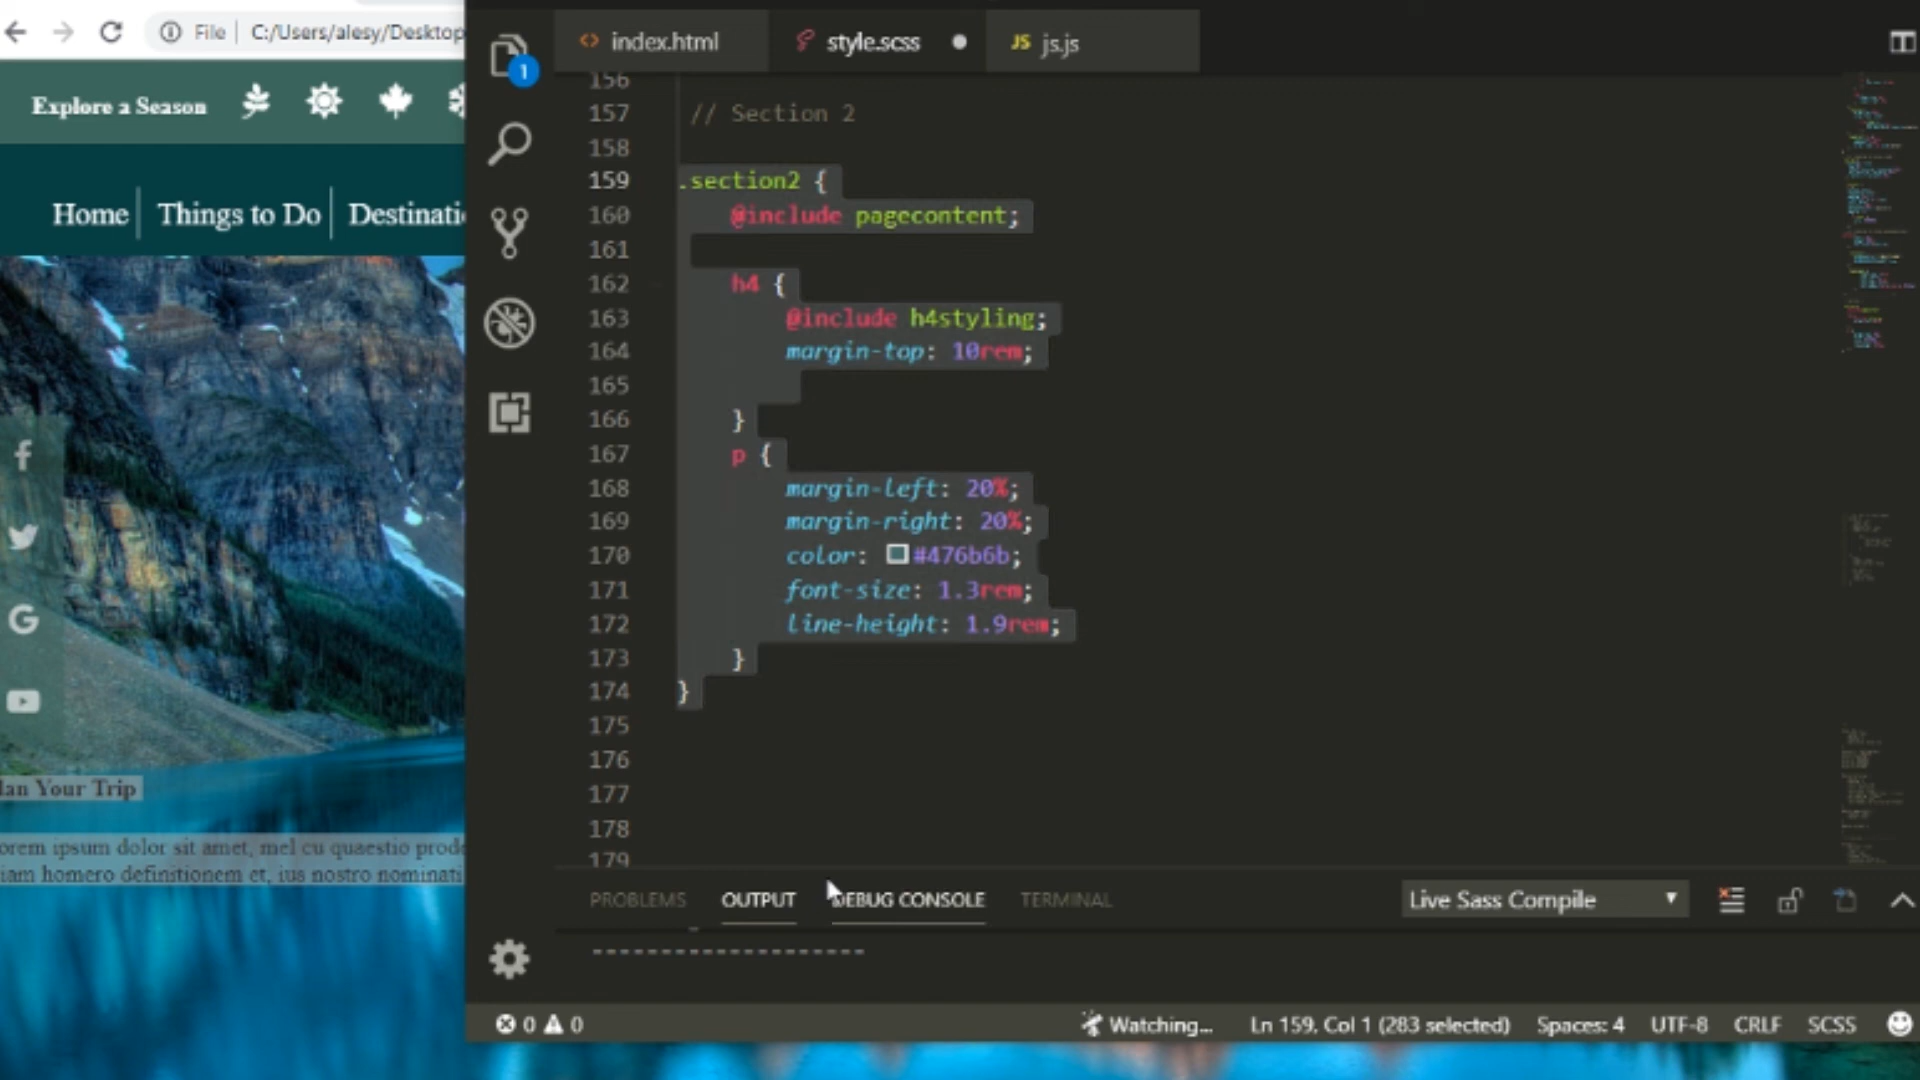 File | C:/Users/alesy/Desktop
Explore a Season
Home Things to Do Destinati
lan Your Trip
orem ipsum dolor sit amet, mel cu quaestio prode
iam homero definitionem et, ius nostro nominati
1
index.html style.scss JS js.js
156
157 // Section 2
158
159 .section2 {
160 @include pagecontent;
161
162 h4 {
163 @include h4styling;
164 margin-top: 10rem;
165
166 }
167 p {
168 margin-left: 20%;
169 margin-right: 20%;
170 color: #476b6b;
171 font-size: 1.3rem;
172 line-height: 1.9rem;
173 }
174 }
175
176
177
178
179
PROBLEMS OUTPUT DEBUG CONSOLE TERMINAL Live Sass Compile
--------------------
0 0 Watching... Ln 159, Col 1 (283 selected) Spaces: 4 UTF-8 CRLF SCSS